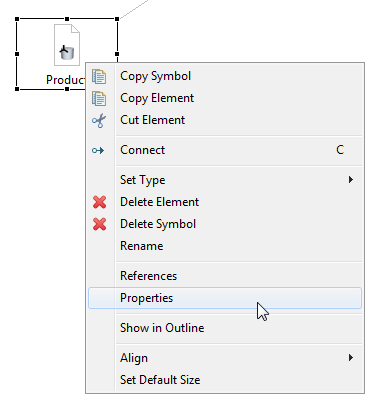 Product
Copy Symbol
Copy Element
Cut Element
Connect C
Set Type
Delete Element
Delete Symbol
Rename
References
Properties
Show in Outline
Align
Set Default Size